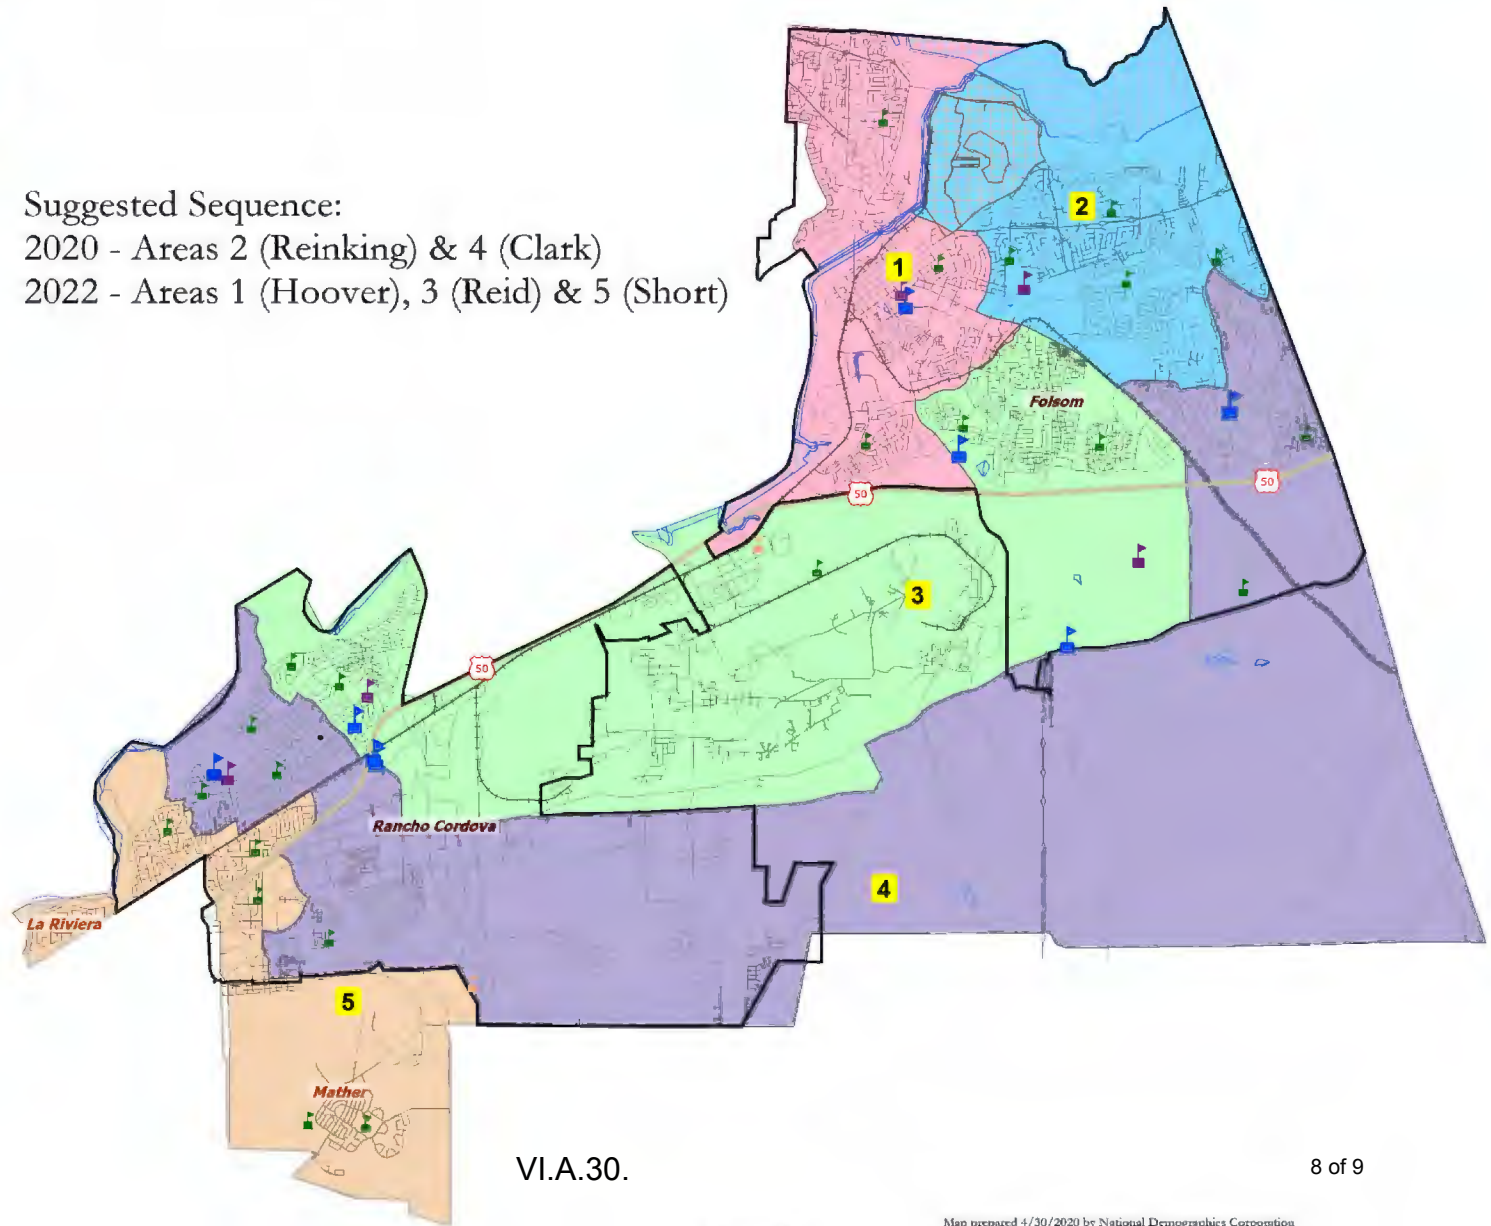 Suggested Sequence:
2020 - Areas 2 (Reinking) & 4 (Clark)
2022 - Areas 1 (Hoover), 3 (Reid) & 5 (Short)
2
1
Folsom
50
50
3
50
Rancho Cordova
4
La Riviera
5
Mather
VI.A.30.
8 of 9
Map prepared 4/30/2020 by National Demographics Corporation